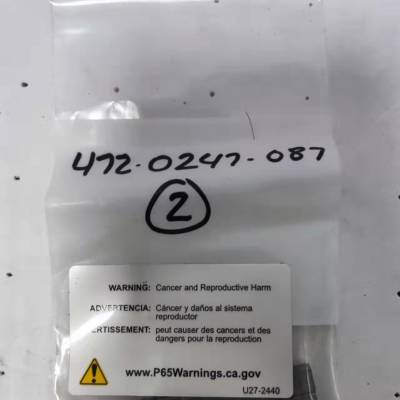 472-0247-087
2
WARNING: Cancer and Reproductive Harm
ADVERTENCIA: Cáncer y daños al sistema
reproductor
ERTISSEMENT: peut causer des cancers et des
dangers pour la reproduction
www.P65Warnings.ca.gov
U27-2440